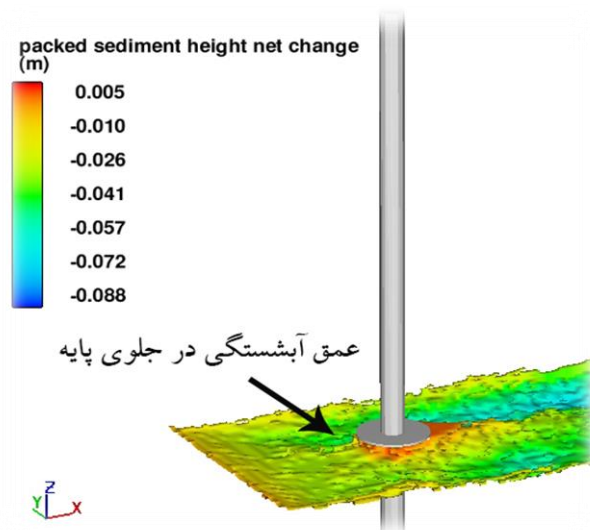 packed sediment height net change
(m)
0.005
-0.010
-0.026
-0.041
-0.057
-0.072
-0.088
عمق آبشستگی در جلوی پایه
Z
Y
X